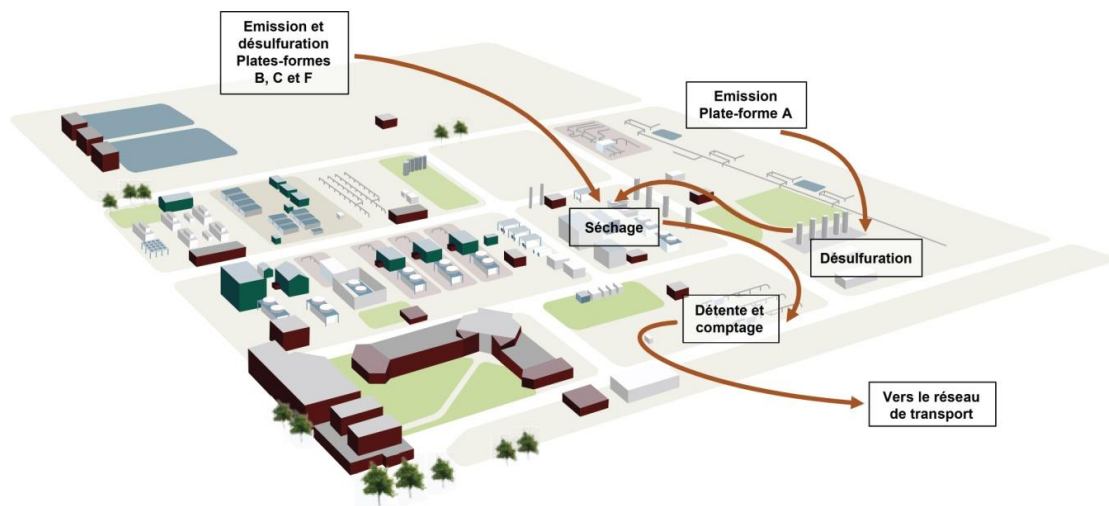 Emission et
désulfuration
Plates-formes
B, C et F
Emission
Plate-forme A
Séchage
Désulfuration
Détente et
comptage
Vers le réseau
de transport